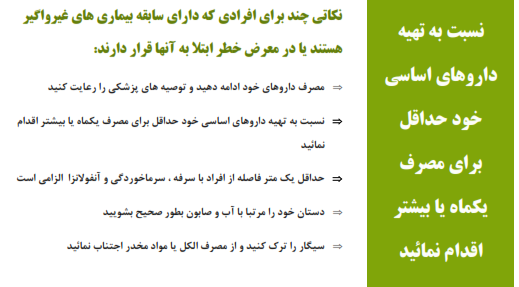 نکاتی چند برای افرادی که دارای سابقه بیماری های غیرواگیر
هستند یا در معرض خطر ابتلا به آنها قرار دارند:
⇒ مصرف داروهای خود ادامه دهید و توصیه های پزشکی را رعایت کنید
⇒ نسبت به تهیه داروهای اساسی خود حداقل برای مصرف یکماه یا بیشتر اقدام
نمائید
⇒ حداقل یک متر فاصله از افراد با سرفه ، سرماخوردگی و آنفولانزا الزامی است
⇒ دستان خود را مرتبا با آب و صابون بطور صحیح بشویید
⇒ سیگار را ترک کنید و از مصرف الکل یا مواد مخدر اجتناب نمائید
نسبت به تهیه
داروهای اساسی
خود حداقل
برای مصرف
یکماه یا بیشتر
اقدام نمائید